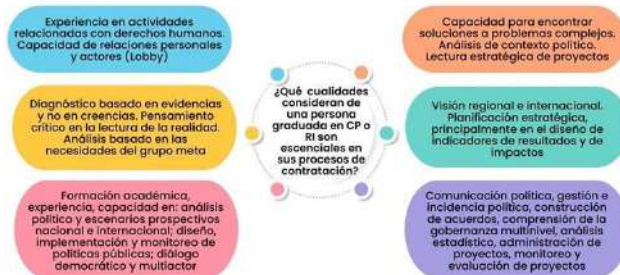 Experiencia en actividades
relacionadas con derechos humanos.
Capacidad de relaciones personales
y actores (Lobby)
Capacidad para encontrar
soluciones a problemas complejos.
Análisis de contexto político.
Lectura estratégica de proyectos
¿Qué cualidades
consideran de
una persona
graduada en CP o
RI son
escenciales en
sus procesos de
contratación?
Diagnóstico basado en evidencias
y no en creencias. Pensamiento
crítico en la lectura de la realidad.
Análisis basado en las
necesidades del grupo meta
Visión regional e internacional.
Planificación estratégica,
principalmente en el diseño de
indicadores de resultados y de
impactos
Formación académica,
experiencia, capacidad en: análisis
político y escenarios prospectivos
nacional e internacional; diseño,
implementación y monitoreo de
políticas públicas; diálogo
democrático y multiactor
Comunicación política, gestión e
incidencia política, construcción de
acuerdos, comprensión de la
gobernanza multinivel, análisis
estadístico, administración de
proyectos, monitoreo y
evaluación de proyectos